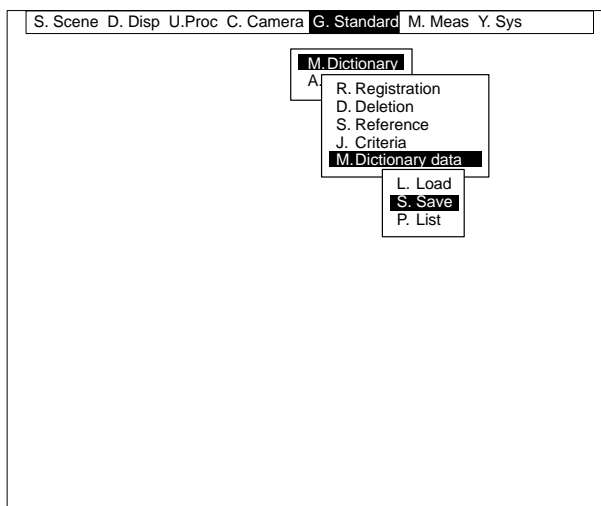 S. Scene D. Disp U.Proc C. Camera G. Standard M. Meas Y. Sys
M.Dictionary
A.
R. Registration
D. Deletion
S. Reference
J. Criteria
M.Dictionary data
L. Load
S. Save
P. List